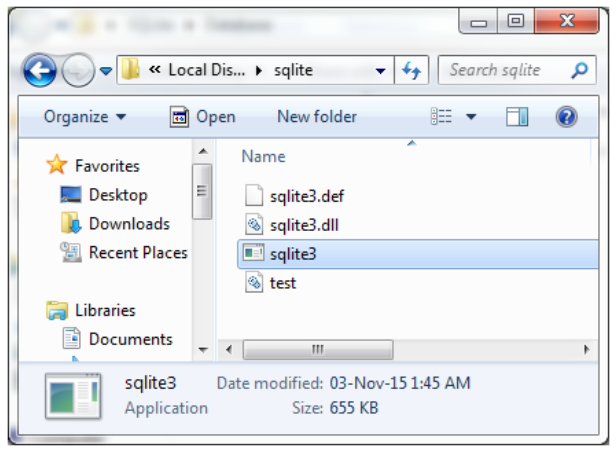 « Local Dis... sqlite
Search sqlite
Organize Open New folder
Name
Favorites
Desktop
Downloads
Recent Places
Libraries
Documents
sqlite3.def
sqlite3.dll
sqlite3
test
sqlite3 Date modified: 03-Nov-15 1:45 AM
Application Size: 655 KB